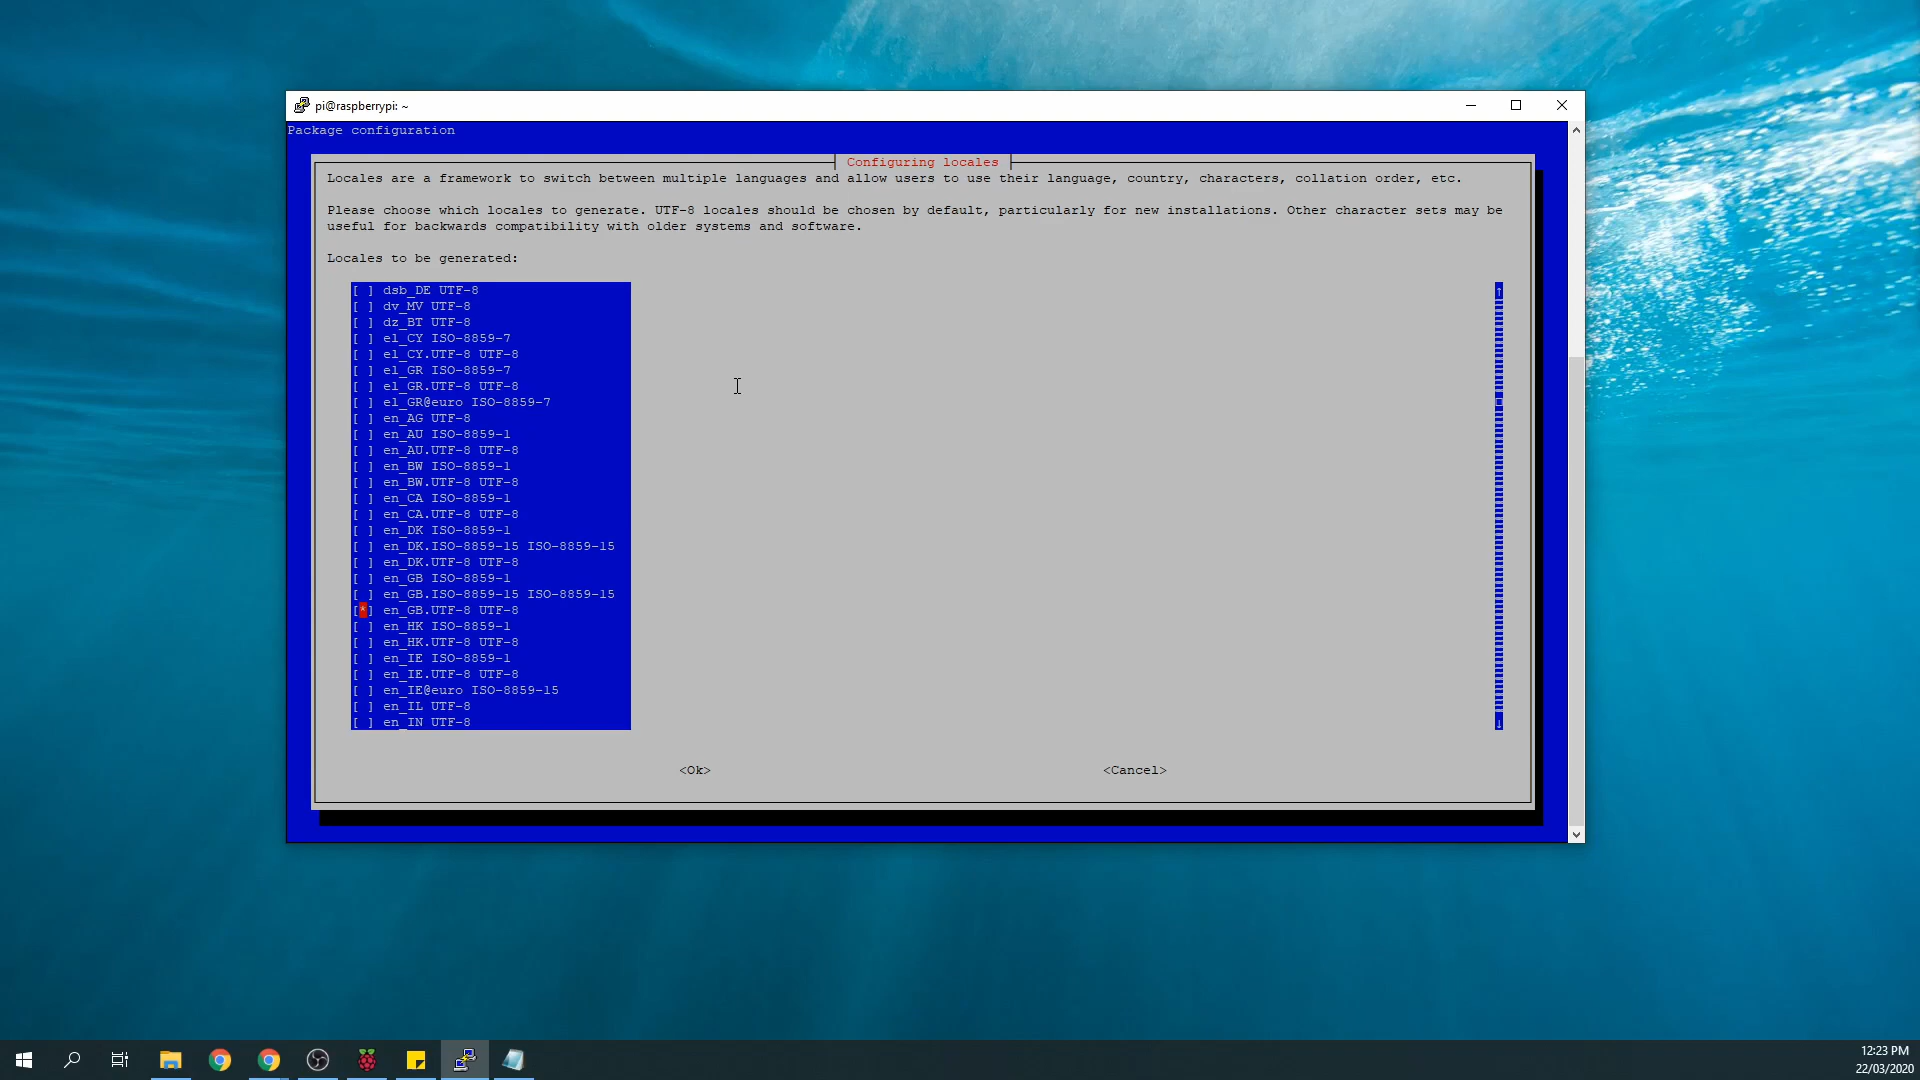 pi@raspberrypi: ~
Package configuration
Configuring locales
Locales are a framework to switch between multiple languages and allow users to use their language, country, characters, collation order, etc.
Please choose which locales to generate. UTF-8 locales should be chosen by default, particularly for new installations. Other character sets may be
useful for backwards compatibility with older systems and software.
Locales to be generated:
[ ] dsb_DE UTF-8
[ ] dv_MV UTF-8
[ ] dz_BT UTF-8
[ ] el_CY ISO-8859-7
[ ] el_CY.UTF-8 UTF-8
[ ] el_GR ISO-8859-7
[ ] el_GR.UTF-8 UTF-8
[ ] el_GR@euro ISO-8859-7
[ ] en_AG UTF-8
[ ] en_AU ISO-8859-1
[ ] en_AU.UTF-8 UTF-8
[ ] en_BW ISO-8859-1
[ ] en_BW.UTF-8 UTF-8
[ ] en_CA ISO-8859-1
[ ] en_CA.UTF-8 UTF-8
[ ] en_DK ISO-8859-1
[ ] en_DK.ISO-8859-15 ISO-8859-15
[ ] en_DK.UTF-8 UTF-8
[ ] en_GB ISO-8859-1
[ ] en_GB.ISO-8859-15 ISO-8859-15
[*] en_GB.UTF-8 UTF-8
[ ] en_HK ISO-8859-1
[ ] en_HK.UTF-8 UTF-8
[ ] en_IE ISO-8859-1
[ ] en_IE.UTF-8 UTF-8
[ ] en_IE@euro ISO-8859-15
[ ] en_IL UTF-8
[ ] en_IN UTF-8
<Ok> <Cancel>
12:23 PM
22/03/2020